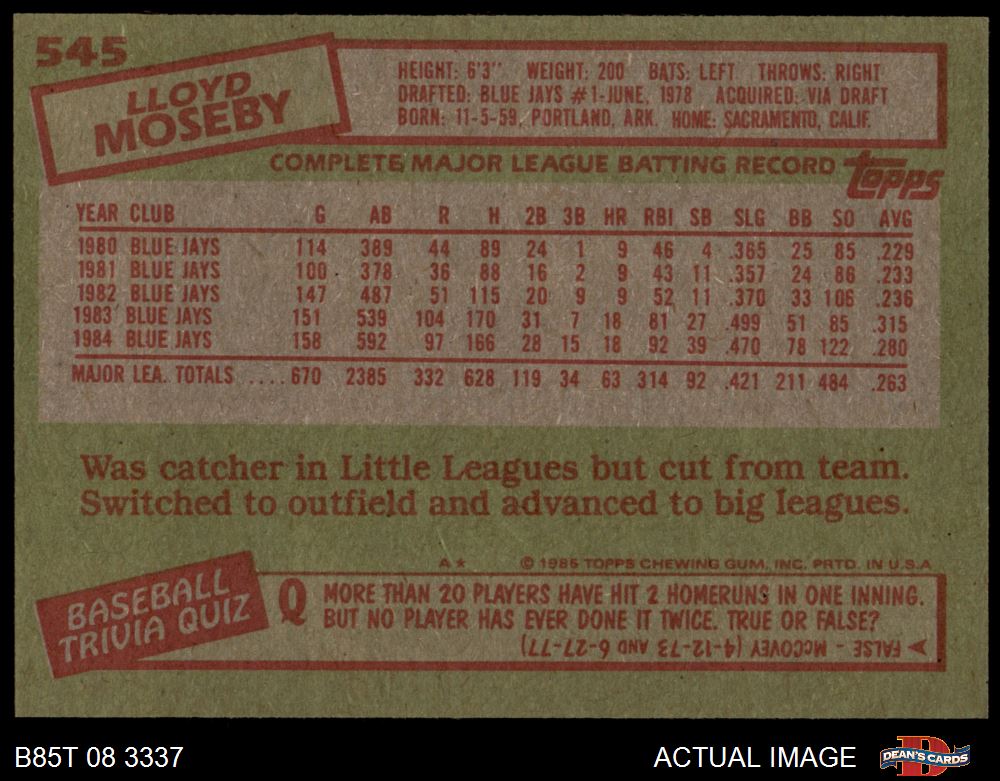 545
LLOYD
MOSEBY
HEIGHT: 6'3" WEIGHT: 200 BATS: LEFT THROWS: RIGHT
DRAFTED: BLUE JAYS #1-JUNE, 1978 ACQUIRED: VIA DRAFT
BORN: 11-5-59, PORTLAND, ARK. HOME: SACRAMENTO, CALIF.
COMPLETE MAJOR LEAGUE BATTING RECORD
topps
YEAR CLUB G AB R H 2B 3B HR RBI SB SLG BB SO AVG
1980 BLUE JAYS 114 389 44 89 24 1 9 46 4 .365 25 85 .229
1981 BLUE JAYS 100 378 36 88 16 2 9 43 11 .357 24 86 .233
1982 BLUE JAYS 147 487 51 115 20 9 9 52 11 .370 33 106 .236
1983 BLUE JAYS 151 539 104 170 31 7 18 81 27 .499 51 85 .315
1984 BLUE JAYS 158 592 97 166 28 15 18 92 39 .470 78 122 .280
MAJOR LEA. TOTALS ....670 2385 332 628 119 34 63 314 92 .421 211 484 .263
Was catcher in Little Leagues but cut from team.
Switched to outfield and advanced to big leagues.
A* © 1985 TOPPS CHEWING GUM, INC. PRTD. IN U.S.A
BASEBALL
TRIVIA QUIZ
Q MORE THAN 20 PLAYERS HAVE HIT 2 HOMERUNS IN ONE INNING.
BUT NO PLAYER HAS EVER DONE IT TWICE. TRUE OR FALSE?
FALSE - McCOVEY (4-12-73 AND 6-27-77)
B85T 08 3337
ACTUAL IMAGE
DEAN'S CARDS